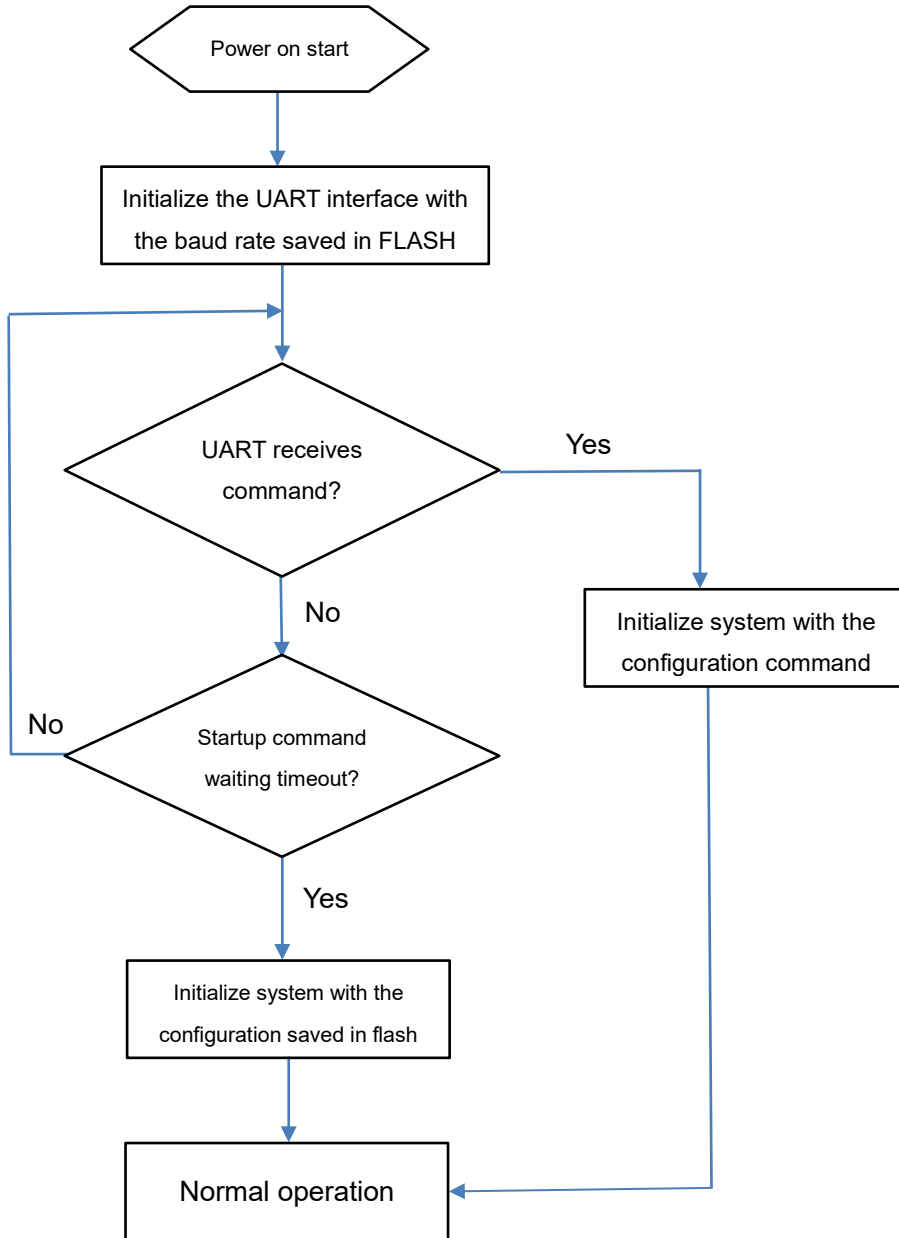 Power on start
Initialize the UART interface with
the baud rate saved in FLASH
UART receives
command?
Yes
No
Initialize system with the
configuration command
No
Startup command
waiting timeout?
Yes
Initialize system with the
configuration saved in flash
Normal operation